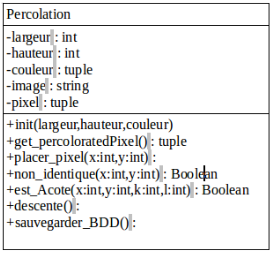 Percolation
-largeur : int
-hauteur : int
-couleur : tuple
-image : string
-pixel : tuple
+init(largeur,hauteur,couleur)
+get_percoloratedPixel() : tuple
+placer_pixel(x:int,y:int) :
+non_identique(x:int,y:int) : Boolean
+est_Acote(x:int,y:int,k:int,l:int) : Boolean
+descente() :
+sauvegarder_BDD() :